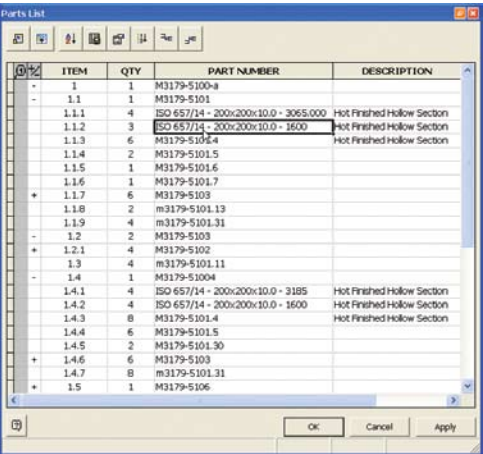 Parts List
ITEM QTY PART NUMBER DESCRIPTION
- 1 1 M3179-5100-a
- 1.1 1 M3179-5101
1.1.1 4 ISO 657/14 - 200x200x10.0 - 3065.000 Hot Finished Hollow Section
1.1.2 3 ISO 657/14 - 200x200x10.0 - 1600 Hot Finished Hollow Section
1.1.3 6 M3179-5101.4 Hot Finished Hollow Section
1.1.4 2 M3179-5101.5
1.1.5 1 M3179-5101.6
1.1.6 1 M3179-5101.7
+ 1.1.7 6 M3179-5103
1.1.8 2 m3179-5101.13
1.1.9 4 m3179-5101.31
- 1.2 2 M3179-5103
+ 1.2.1 4 M3179-5102
1.3 4 m3179-5101.11
- 1.4 1 M3179-51004
1.4.1 4 ISO 657/14 - 200x200x10.0 - 3185 Hot Finished Hollow Section
1.4.2 4 ISO 657/14 - 200x200x10.0 - 1600 Hot Finished Hollow Section
1.4.3 8 M3179-5101.4 Hot Finished Hollow Section
1.4.4 6 M3179-5101.5
1.4.5 2 M3179-5101.30
+ 1.4.6 6 M3179-5103
1.4.7 8 m3179-5101.31
+ 1.5 1 M3179-5106
OK Cancel Apply